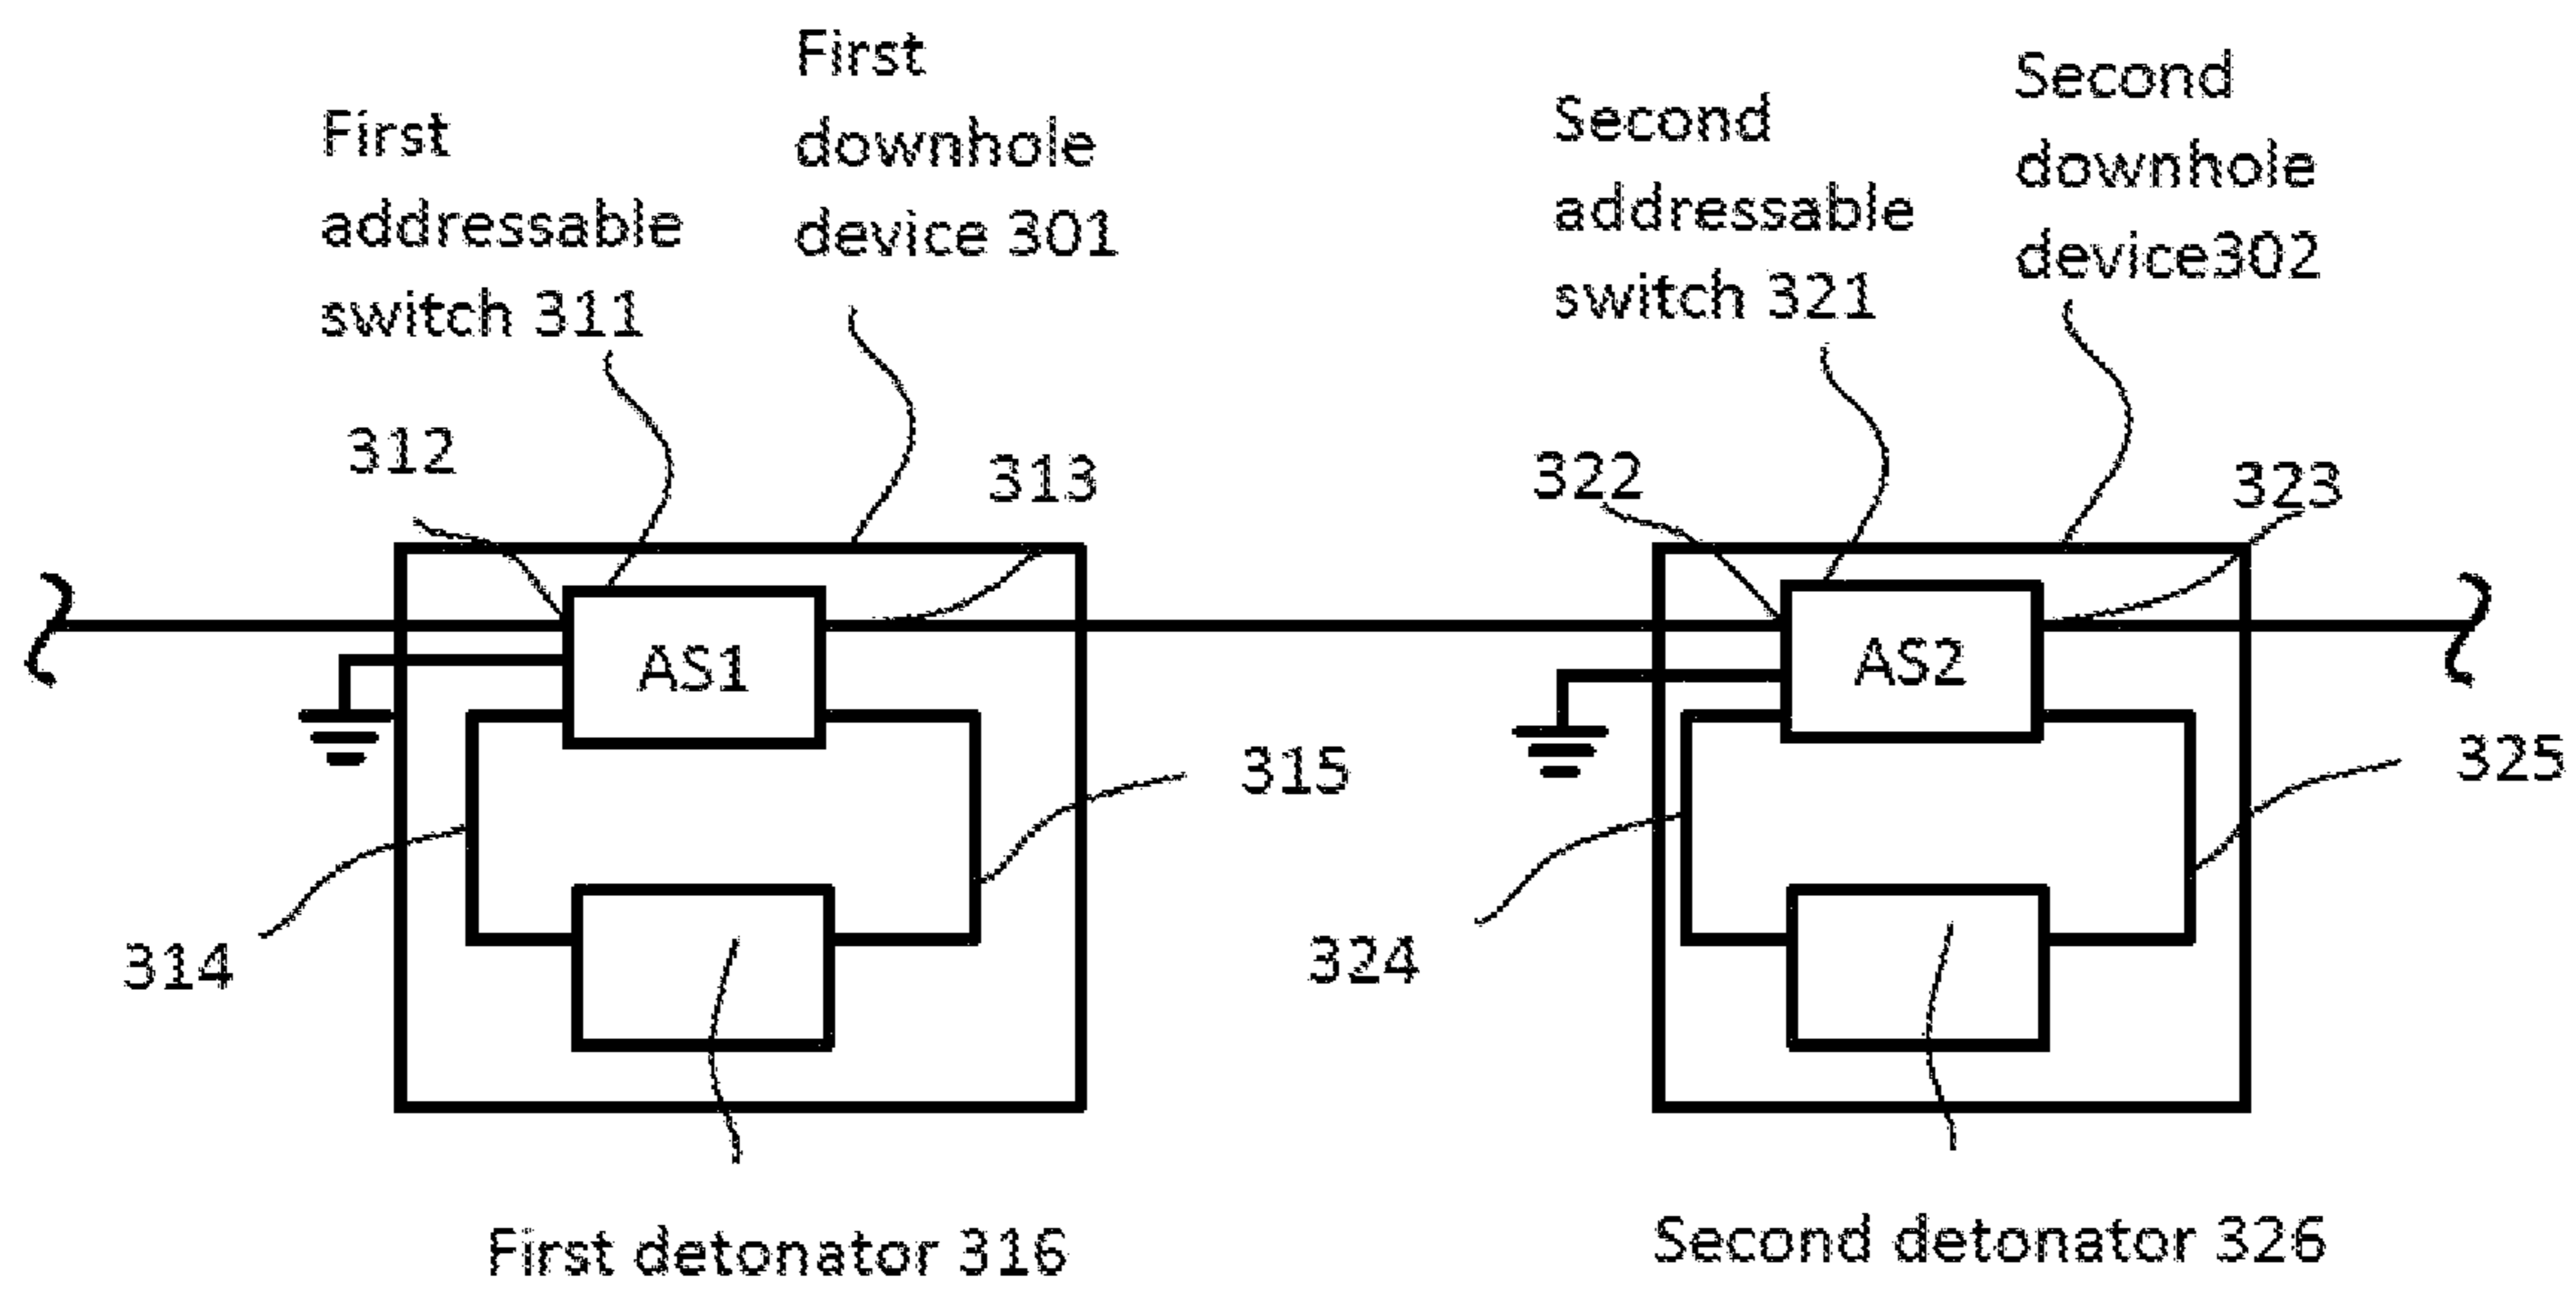 First
downhole
device 301
First
addressable
switch 311
Second
downhole
device302
Second
addressable
switch 321
312
313
322
323
AS1
AS2
315
325
314
324
First detonator 316
Second detonator 326